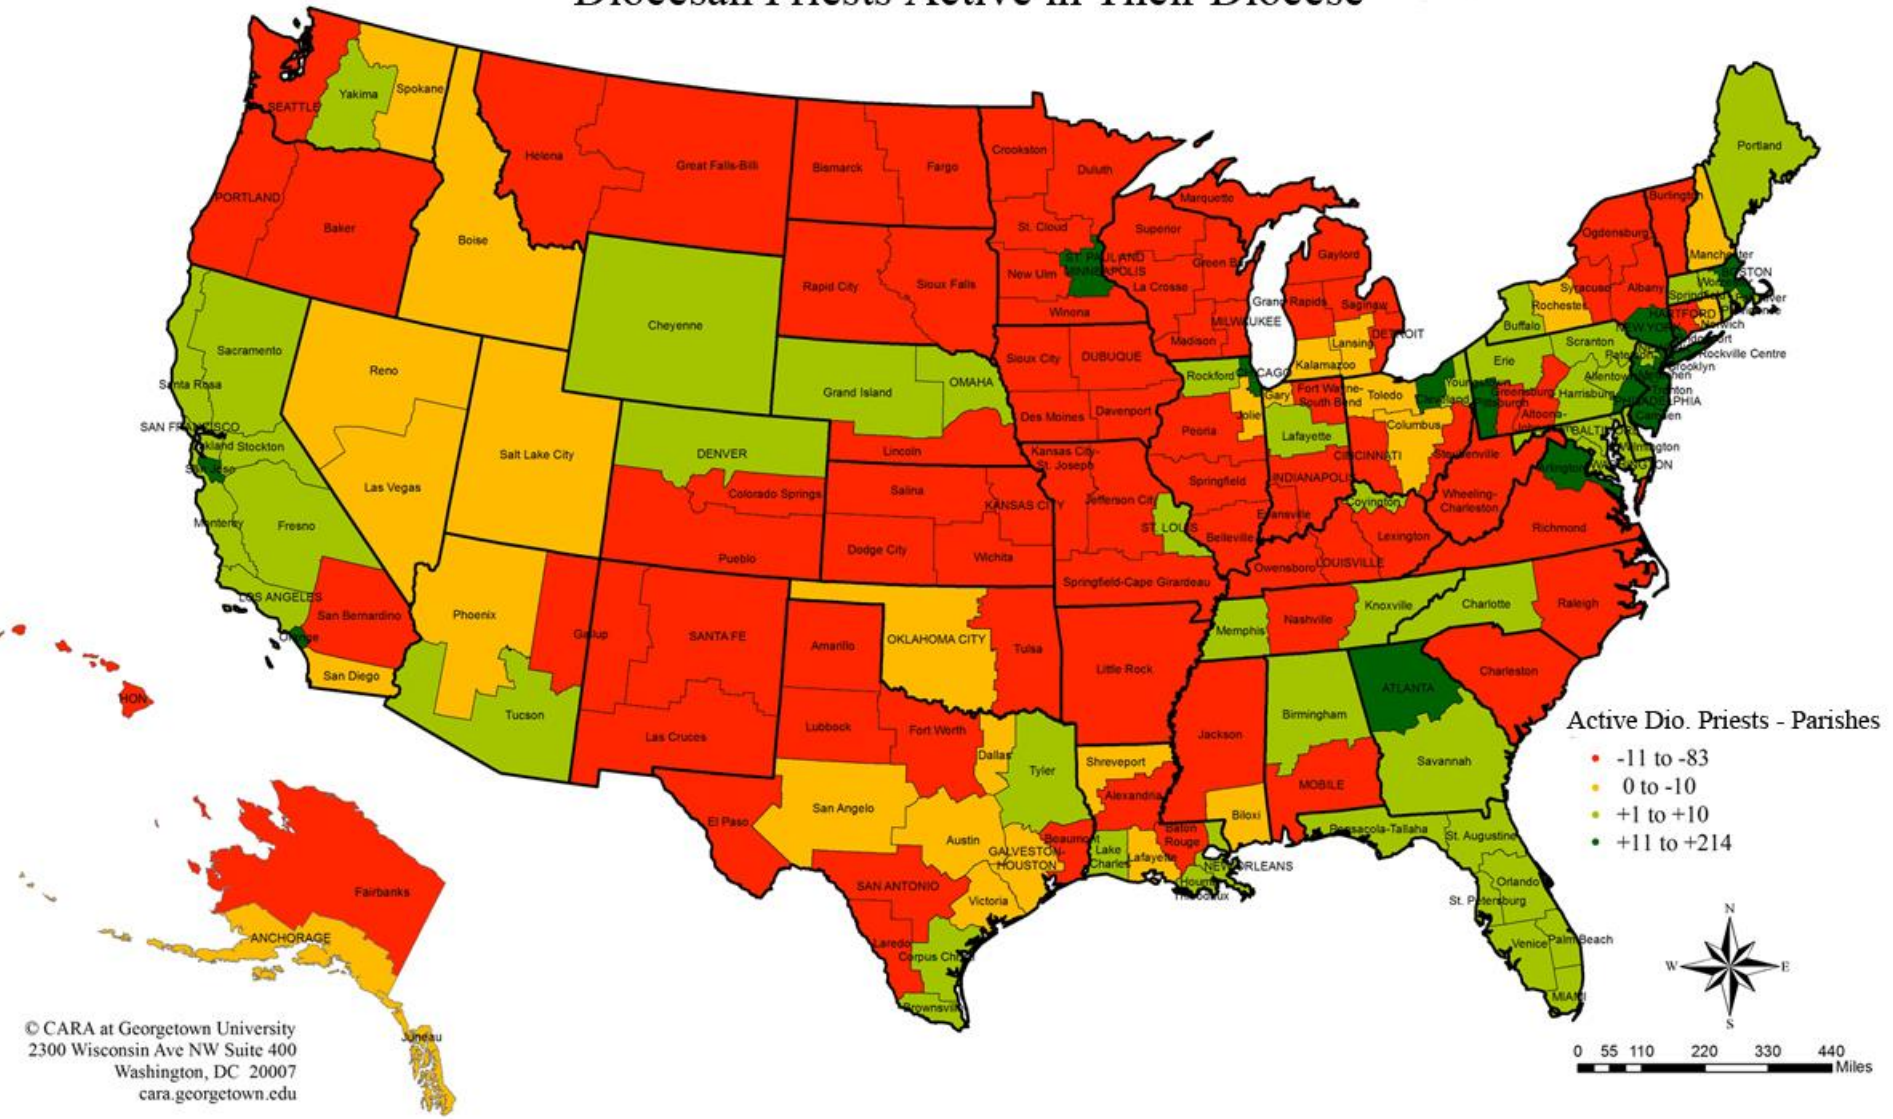 Diocesan Priests Active in Their Diocese
SEATTLE
Yakima
Spokane
Helena
Great Falls-Billi
Bismarck
Fargo
Crookston
Duluth
Marquette
Portland
PORTLAND
Baker
Boise
St. Cloud
Superior
Gaylord
Ogdensburg
Burlington
Manchester
Rapid City
Sioux Falls
New Ulm
ST. PAUL AND
MINNEAPOLIS
La Crosse
Green B
Grand Rapids
Saginaw
Syracuse
Albany
BOSTON
Rochester
Springfield
Cheyenne
Winona
MILWAUKEE
DETROIT
Buffalo
HARTFORD
NEW YORK
Norwich
Sacramento
Reno
Madison
Lansing
Scranton
Rockville Centre
Santa Rosa
Grand Island
OMAHA
Sioux City
DUBUQUE
Rockford
CHICAGO
Kalamazoo
Erie
Brooklyn
Gary
Fort Wayne-
South Bend
Toledo
Cleveland
Youngstown
Greensburg
Harrisburg
Allentown
Trenton
PHILADELPHIA
Camden
SAN FRANCISCO
Stockton
San Jose
Salt Lake City
DENVER
Lincoln
Des Moines
Davenport
Peoria
Joliet
Lafayette
Columbus
Pittsburgh
Altoona-
BALTIMORE
Wilmington
Las Vegas
Colorado Springs
Salina
KANSAS CITY
Kansas City-
St. Joseph
Jefferson City
Springfield
INDIANAPOLIS
CINCINNATI
Steubenville
Arlington
WASHINGTON
Monterey
Fresno
Pueblo
Dodge City
Wichita
ST. LOUIS
Belleville
Evansville
Covington
Wheeling-
Charleston
Richmond
LOS ANGELES
San Bernardino
Springfield-Cape Girardeau
Owensboro
LOUISVILLE
Lexington
Orange
San Diego
Phoenix
Gallup
SANTA FE
Amarillo
OKLAHOMA CITY
Tulsa
Little Rock
Memphis
Nashville
Knoxville
Charlotte
Raleigh
HON
Tucson
Las Cruces
Lubbock
Fort Worth
Dallas
Tyler
Shreveport
Jackson
Birmingham
ATLANTA
Charleston
Savannah
MOBILE
Alexandria
Biloxi
El Paso
San Angelo
Austin
GALVESTON-
HOUSTON
Beaumont
Lake
Charles
Lafayette
Baton
Rouge
NEW ORLEANS
Houma
Thibodaux
Pensacola-Tallaha
St. Augustine
Orlando
St. Petersburg
Venice
Palm Beach
MIAMI
SAN ANTONIO
Victoria
Laredo
Corpus Chri
Brownsvil
Fairbanks
ANCHORAGE
Juneau
Active Dio. Priests - Parishes
-11 to -83
0 to -10
+1 to +10
+11 to +214
N
W E
S
0 55 110 220 330 440
Miles
© CARA at Georgetown University
2300 Wisconsin Ave NW Suite 400
Washington, DC 20007
cara.georgetown.edu